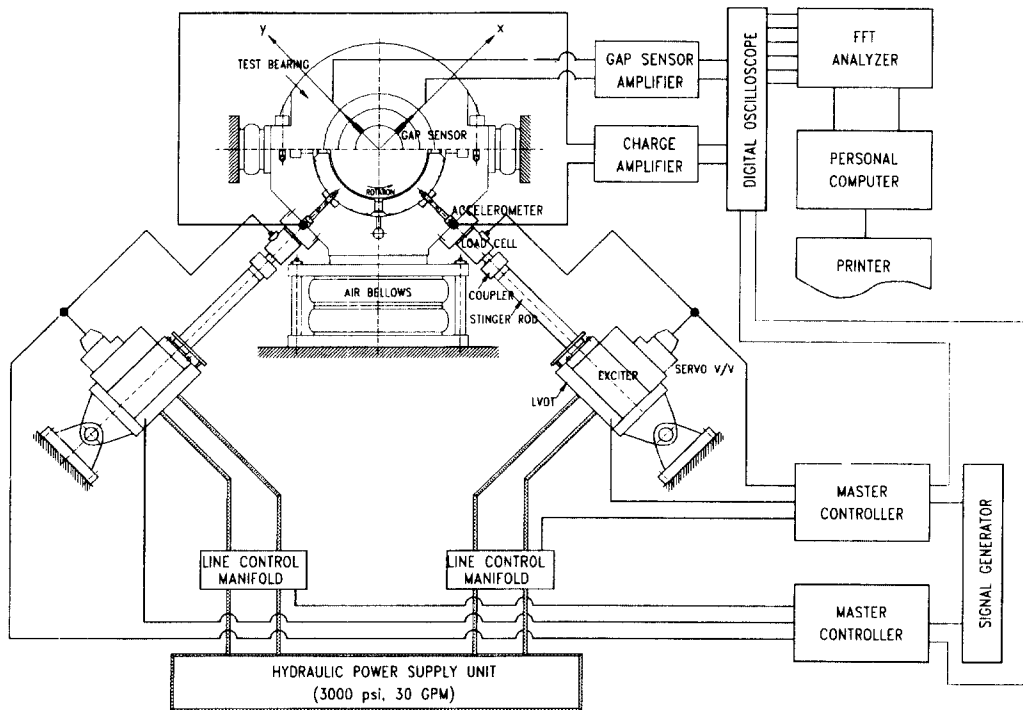 y
x
TEST BEARING
GAP SENSOR
ROTATION
ACCELEROMETER
LOAD CELL
COUPLER
STINGER ROD
AIR BELLOWS
EXCITER
SERVO V/V
LVDT
GAP SENSOR
AMPLIFIER
CHARGE
AMPLIFIER
DIGITAL OSCILLOSCOPE
FFT
ANALYZER
PERSONAL
COMPUTER
PRINTER
MASTER
CONTROLLER
MASTER
CONTROLLER
SIGNAL GENERATOR
LINE CONTROL
MANIFOLD
LINE CONTROL
MANIFOLD
HYDRAULIC POWER SUPPLY UNIT
(3000 psi, 30 GPM)